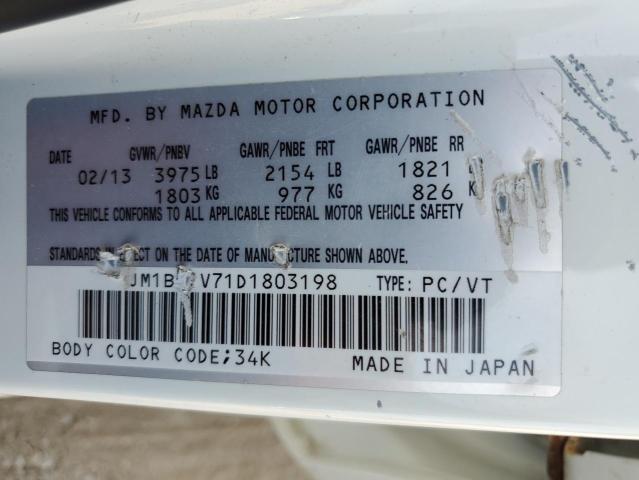 MFD. BY MAZDA MOTOR CORPORATION
DATE GVWR/PNBV GAWR/PNBE FRT GAWR/PNBE RR
02/13 3975 LB 2154 LB 1821
1803 KG 977 KG 826 KG
THIS VEHICLE CONFORMS TO ALL APPLICABLE FEDERAL MOTOR VEHICLE SAFETY
STANDARDS IN EFFECT ON THE DATE OF MANUFACTURE SHOWN ABOVE.
TYPE: PC/VT
BODY COLOR CODE;34K MADE IN JAPAN